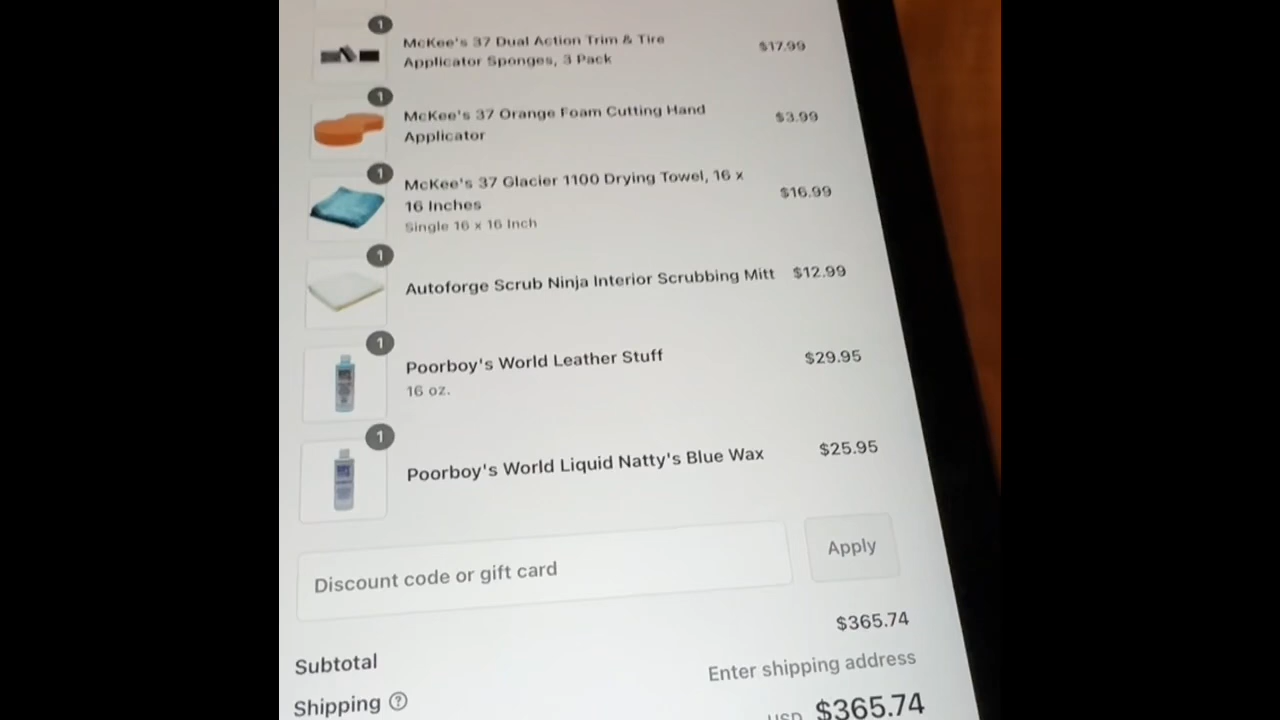 1
McKee's 37 Dual Action Trim & Tire
Applicator Sponges, 3 Pack
$17.99
1
McKee's 37 Orange Foam Cutting Hand
Applicator
$3.99
1
McKee's 37 Glacier 1100 Drying Towel, 16 x
16 Inches
Single 16 x 16 Inch
$16.99
1
Autoforge Scrub Ninja Interior Scrubbing Mitt
$12.99
1
Poorboy's World Leather Stuff
16 oz.
$29.95
1
Poorboy's World Liquid Natty's Blue Wax
$25.95
Discount code or gift card
Apply
Subtotal
$365.74
Shipping ?
Enter shipping address
USD $365.74